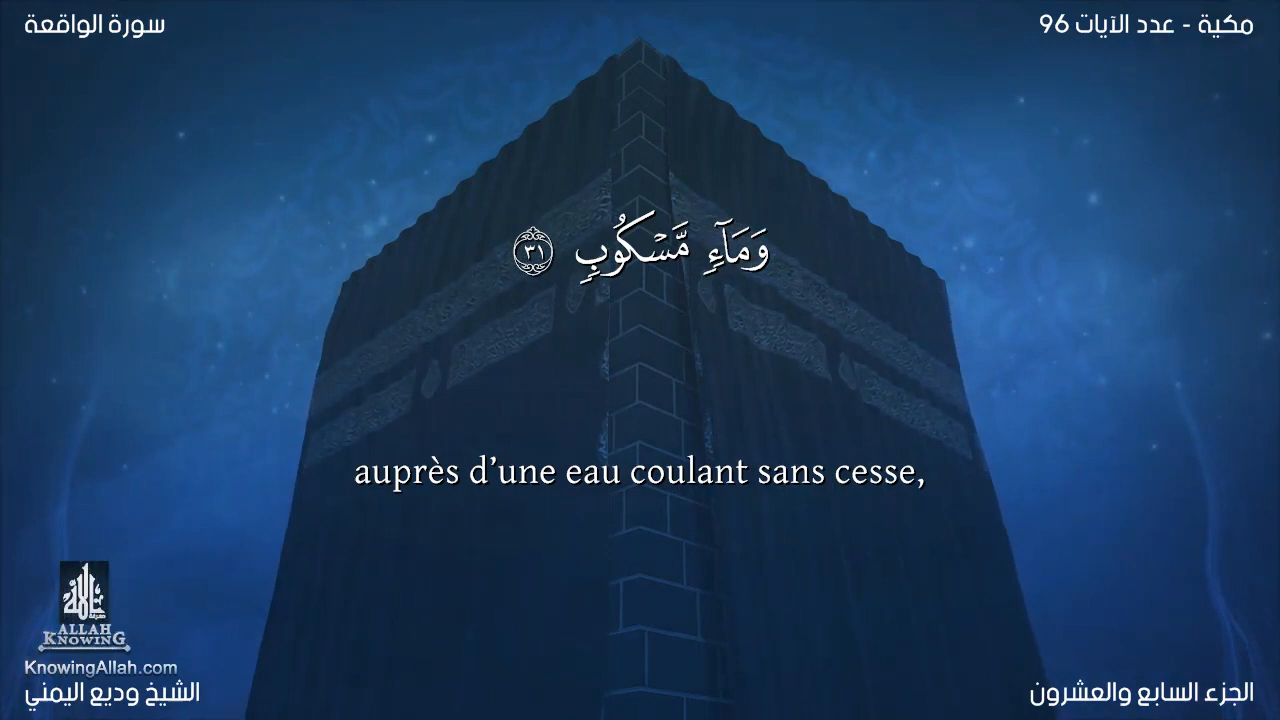 مكية - عدد الآيات 96
سورة الواقعة
وَمَآءٖ مَّسۡكُوبٖ ٣١
auprès d’une eau coulant sans cesse,
ALLAH
KNOWING
KnowingAllah.com
الشيخ وديع اليمني
الجزء السابع والعشرون